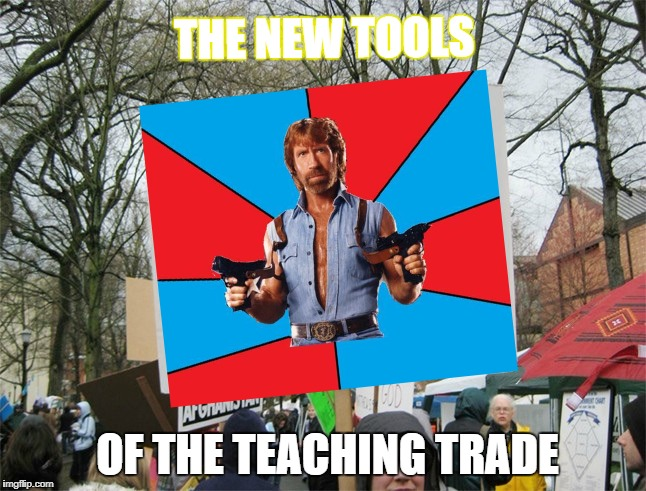 THE NEW TOOLS
AFGHANISTAN
OF THE TEACHING TRADE
imgflip.com